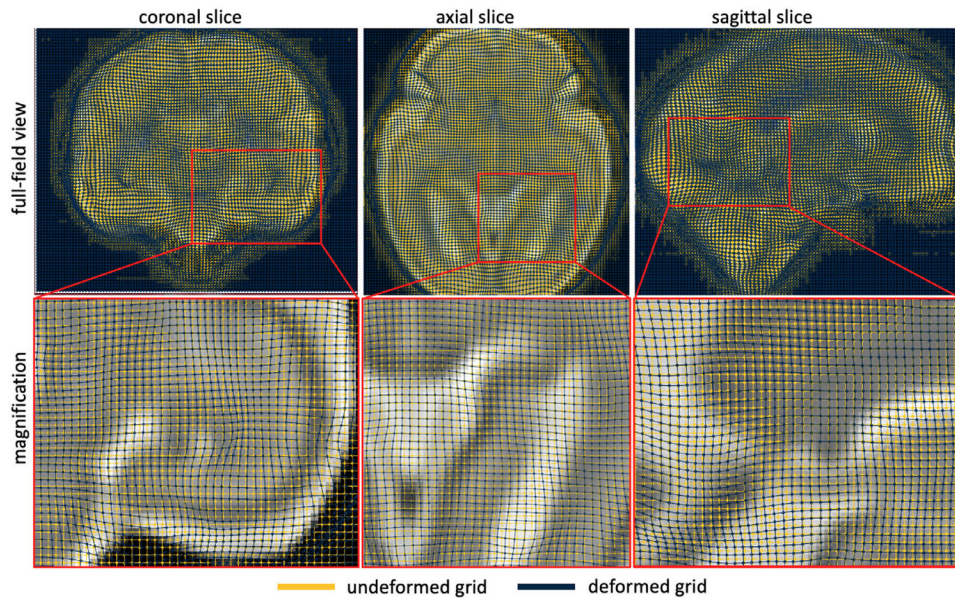 coronal slice
axial slice
sagittal slice
full-field view
magnification
undeformed grid
deformed grid